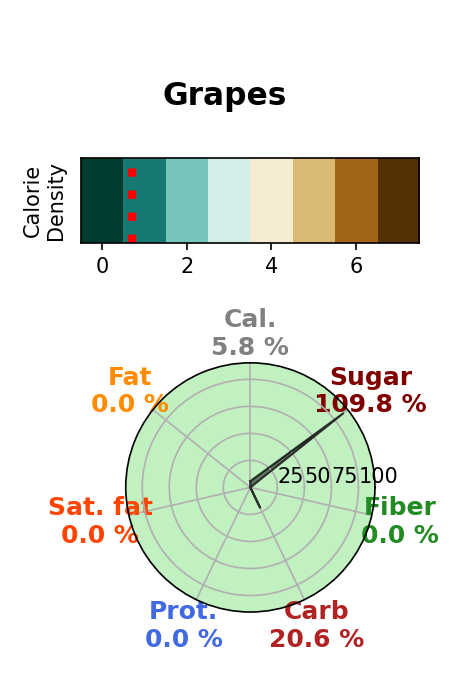 Grapes
Calorie
Density
0 2 4 6
Cal.
5.8 %
Fat
0.0 %
Sugar
109.8 %
25 50 75 100
Sat. fat
0.0 %
Fiber
0.0 %
Prot.
0.0 %
Carb
20.6 %